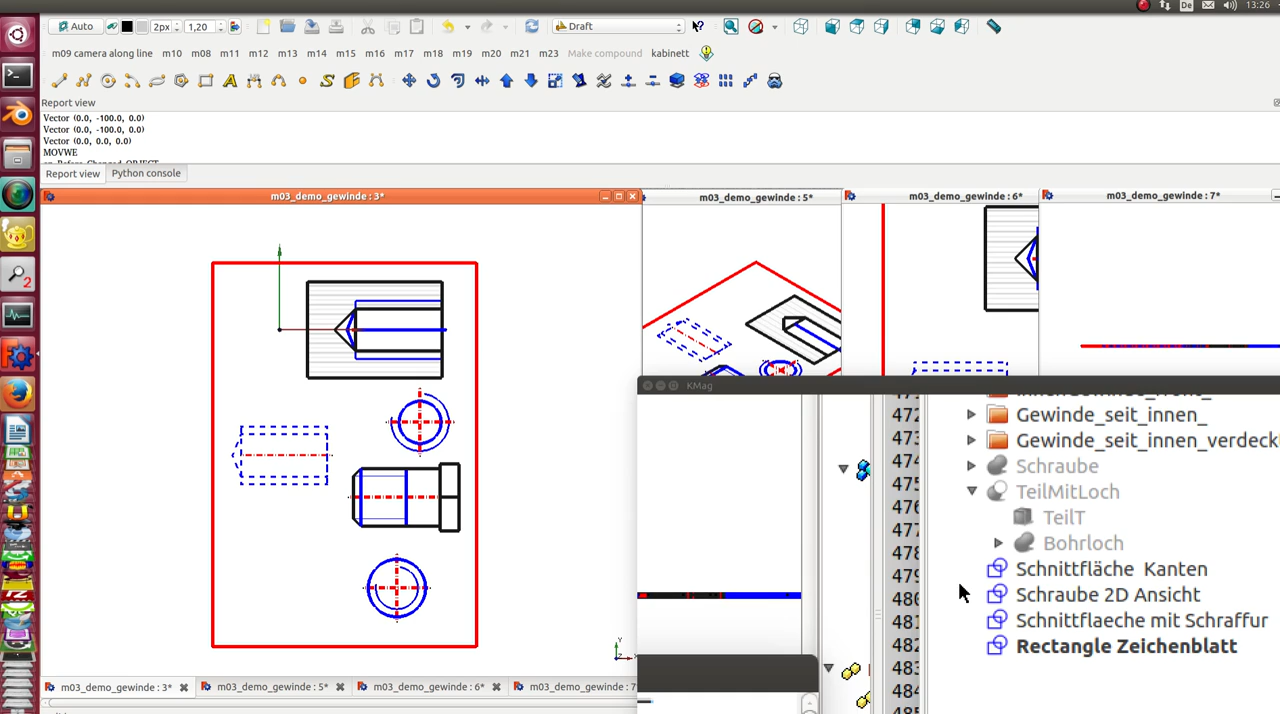 De 13:26
Auto 2px 1,20 Draft
m09 camera along line m10 m08 m11 m12 m13 m14 m15 m16 m17 m18 m19 m20 m21 m23 Make compound kabinett
Report view
Vector (0.0, -100.0, 0.0)
Vector (0.0, -100.0, 0.0)
Vector (0.0, 0.0, 0.0)
MOVWE
Report view Python console
m03_demo_gewinde : 3* m03_demo_gewinde : 5* m03_demo_gewinde : 6* m03_demo_gewinde : 7*
KMag
472 Gewinde_seit_innen_
473 Gewinde_seit_innen_verdeckt
474 Schraube
475 TeilMitLoch
476 TeilT
477 Bohrloch
478 Schnittfläche Kanten
479 Schraube 2D Ansicht
480
481 Schnittflaeche mit Schraffur
482 Rectangle Zeichenblatt
483
484
m03_demo_gewinde : 3* m03_demo_gewinde : 5* m03_demo_gewinde : 6* m03_demo_gewinde : 7